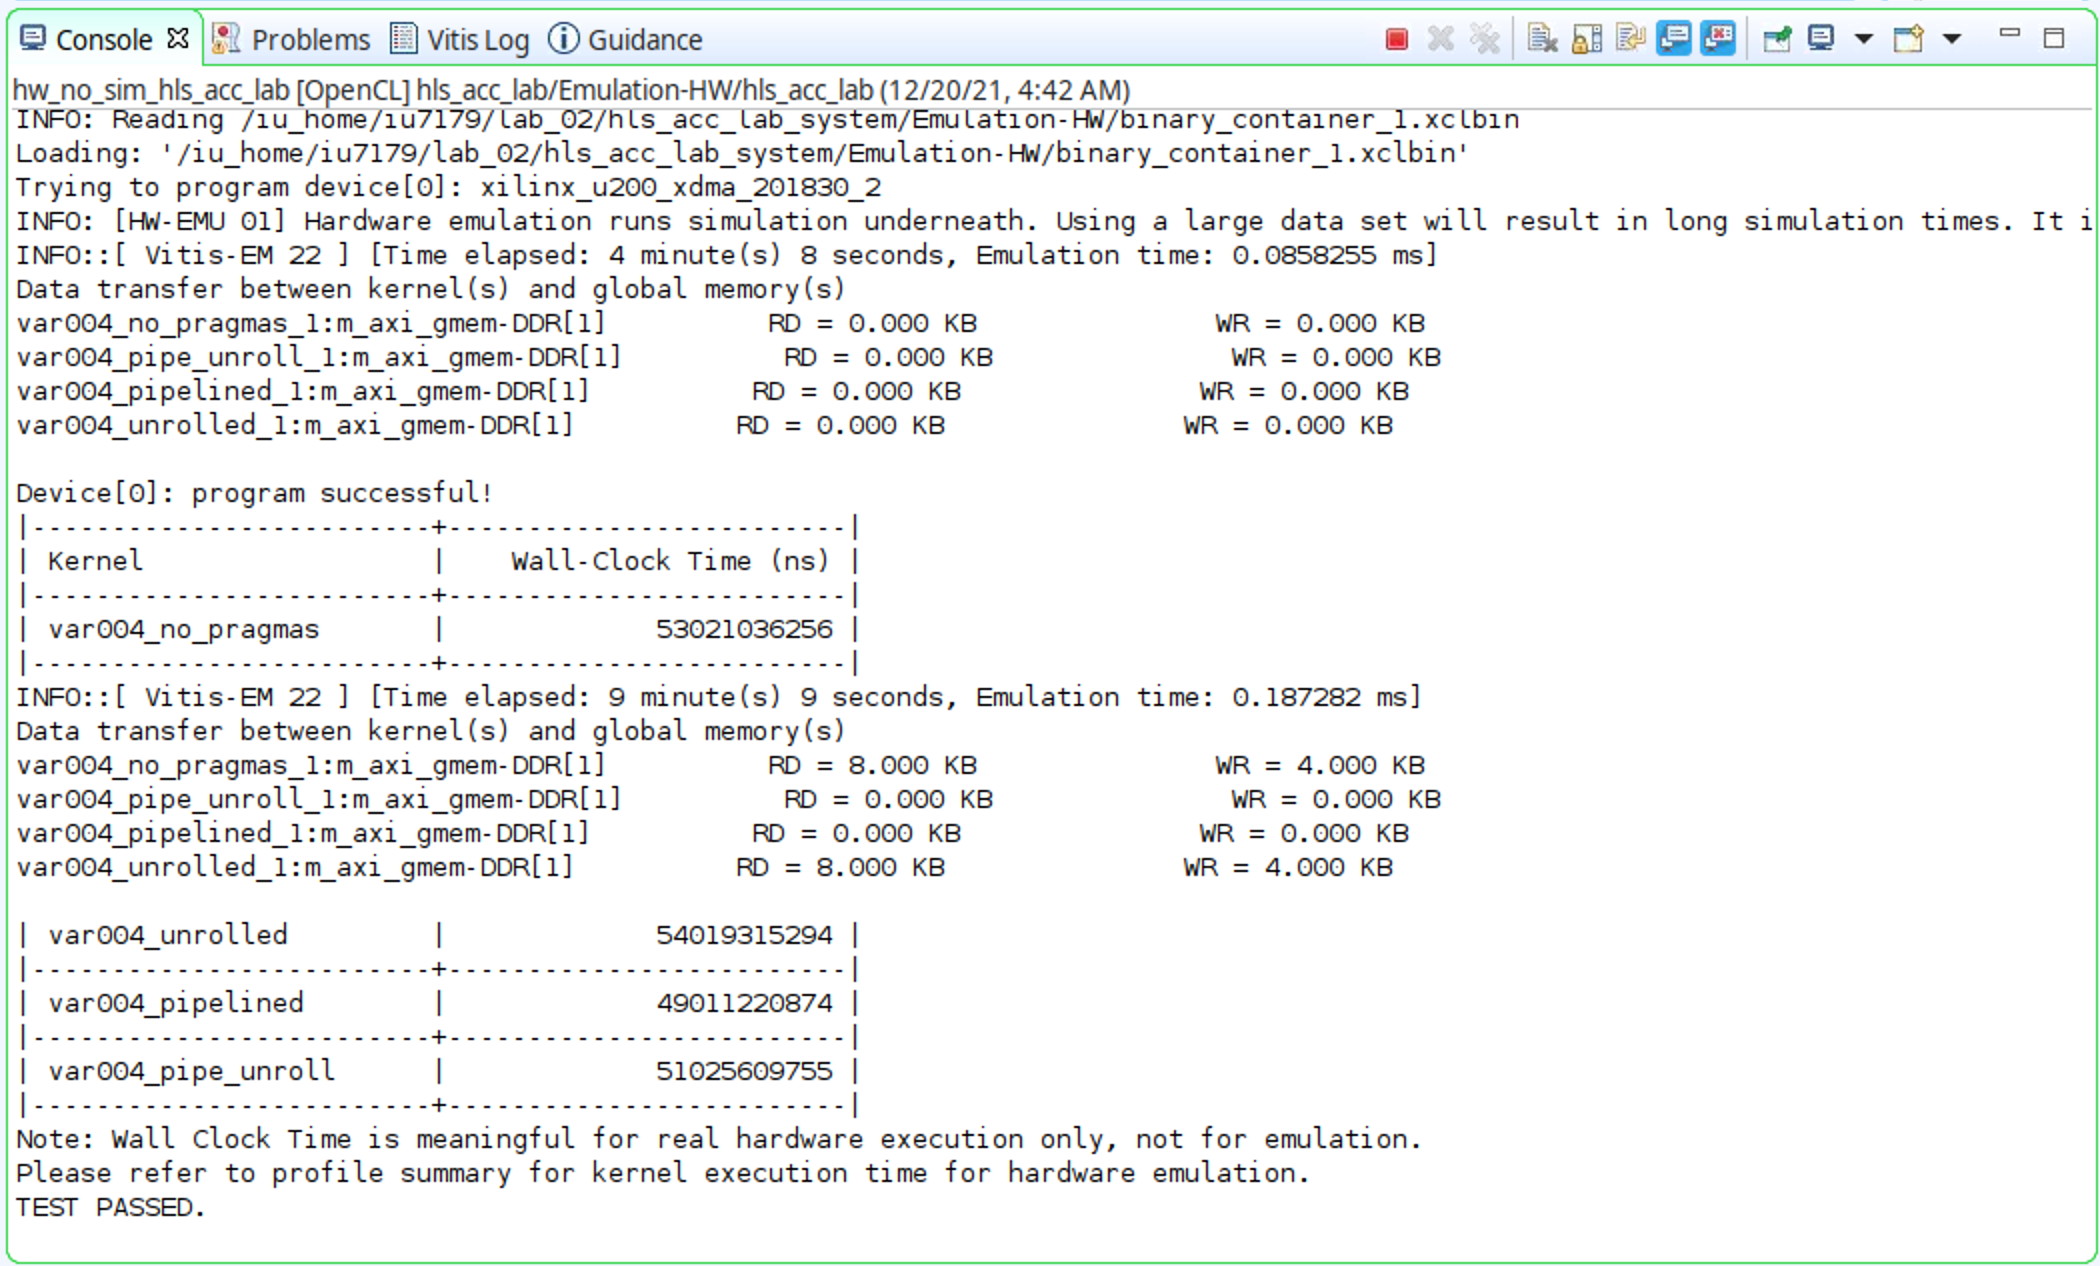 Console Problems Vitis Log Guidance
hw_no_sim_hls_acc_lab [OpenCL] hls_acc_lab/Emulation-HW/hls_acc_lab (12/20/21, 4:42 AM)
INFO: Reading /iu_home/iu7179/lab_02/hls_acc_lab_system/Emulation-HW/binary_container_1.xclbin
Loading: '/iu_home/iu7179/lab_02/hls_acc_lab_system/Emulation-HW/binary_container_1.xclbin'
Trying to program device[0]: xilinx_u200_xdma_201830_2
INFO: [HW-EMU 01] Hardware emulation runs simulation underneath. Using a large data set will result in long simulation times. It i
INFO::[ Vitis-EM 22 ] [Time elapsed: 4 minute(s) 8 seconds, Emulation time: 0.0858255 ms]
Data transfer between kernel(s) and global memory(s)
var004_no_pragmas_1:m_axi_gmem-DDR[1]          RD = 0.000 KB               WR = 0.000 KB
var004_pipe_unroll_1:m_axi_gmem-DDR[1]          RD = 0.000 KB               WR = 0.000 KB
var004_pipelined_1:m_axi_gmem-DDR[1]          RD = 0.000 KB               WR = 0.000 KB
var004_unrolled_1:m_axi_gmem-DDR[1]          RD = 0.000 KB               WR = 0.000 KB
Device[0]: program successful!
|-------------------------+-------------------------|
| Kernel                  |    Wall-Clock Time (ns) |
|-------------------------+-------------------------|
| var004_no_pragmas       |             53021036256 |
|-------------------------+-------------------------|
INFO::[ Vitis-EM 22 ] [Time elapsed: 9 minute(s) 9 seconds, Emulation time: 0.187282 ms]
Data transfer between kernel(s) and global memory(s)
var004_no_pragmas_1:m_axi_gmem-DDR[1]          RD = 8.000 KB               WR = 4.000 KB
var004_pipe_unroll_1:m_axi_gmem-DDR[1]          RD = 0.000 KB               WR = 0.000 KB
var004_pipelined_1:m_axi_gmem-DDR[1]          RD = 0.000 KB               WR = 0.000 KB
var004_unrolled_1:m_axi_gmem-DDR[1]          RD = 8.000 KB               WR = 4.000 KB
| var004_unrolled         |             54019315294 |
|-------------------------+-------------------------|
| var004_pipelined        |             49011220874 |
|-------------------------+-------------------------|
| var004_pipe_unroll      |             51025609755 |
|-------------------------+-------------------------|
Note: Wall Clock Time is meaningful for real hardware execution only, not for emulation.
Please refer to profile summary for kernel execution time for hardware emulation.
TEST PASSED.